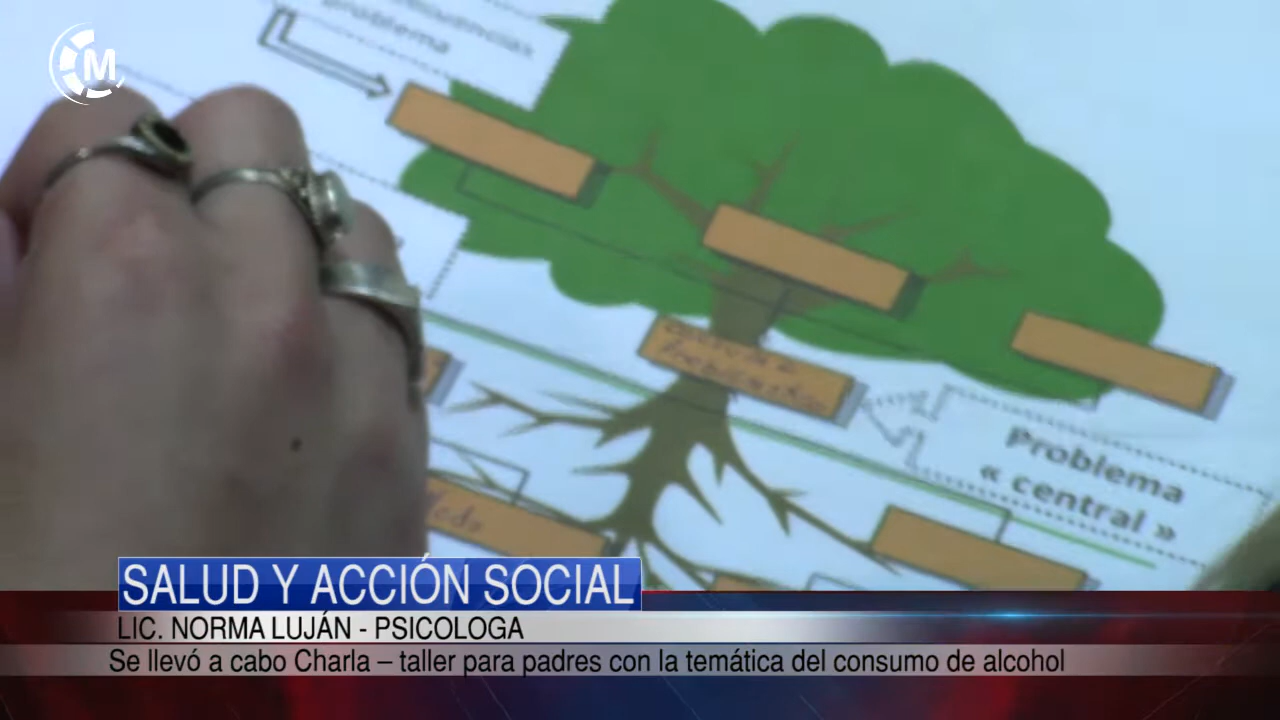 M
problema
Problema
« central »
SALUD Y ACCIÓN SOCIAL
LIC. NORMA LUJÁN - PSICOLOGA
Se llevó a cabo Charla – taller para padres con la temática del consumo de alcohol